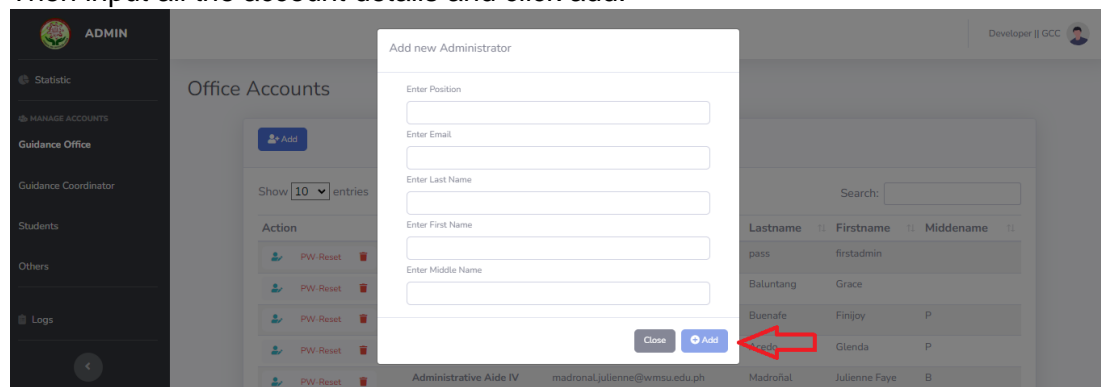 Then input all the account details and click add.
ADMIN
Developer || GCC
Add new Administrator
Statistic
Office Accounts
Enter Position
MANAGE ACCOUNTS
Guidance Office
Add
Enter Email
Guidance Coordinator
Show 10 entries
Enter Last Name
Search:
Students
Action
Enter First Name
Lastname Firstname Middename
PW-Reset
pass firstadmin
Others
Enter Middle Name
PW-Reset
Baluntang Grace
Logs
PW-Reset
Buenafe Finijoy P
Close Add
PW-Reset
Acedo Glenda P
PW-Reset Administrative Aide IV madronal.julienne@wmsu.edu.ph Madroñal Julienne Faye B